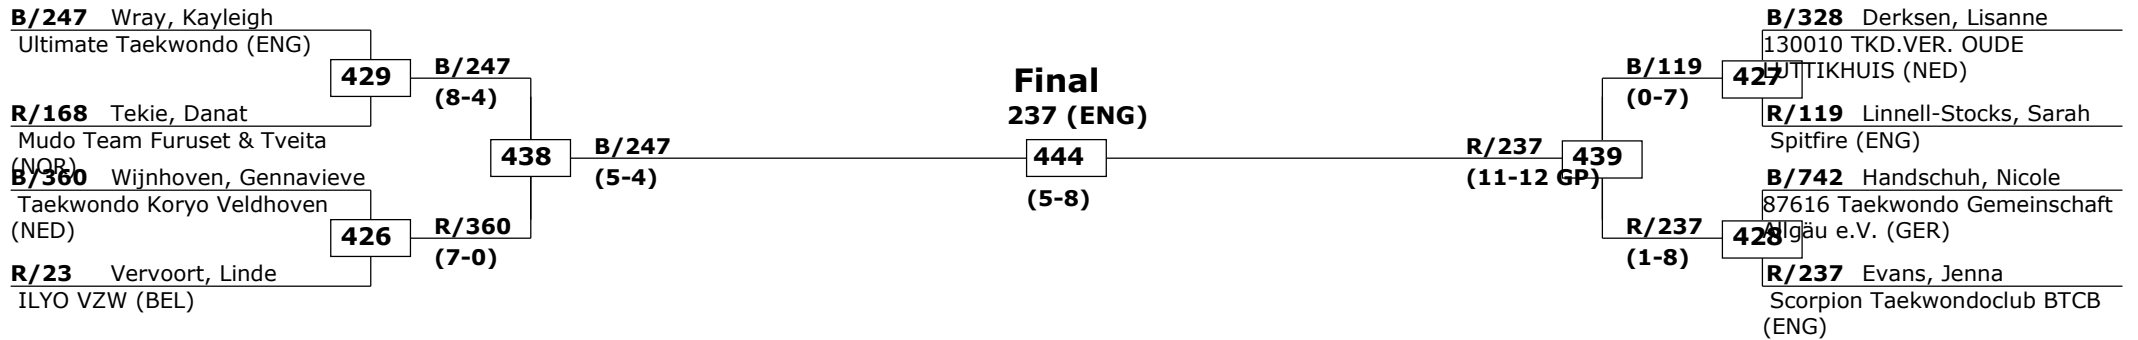 B/247 Wray, Kayleigh
Ultimate Taekwondo (ENG)
429
R/168 Tekie, Danat
Mudo Team Furuset & Tveita
(NOR)
B/360 Wijnhoven, Gennavieve
Taekwondo Koryo Veldhoven
(NED)
426
R/23 Vervoort, Linde
ILYO VZW (BEL)
B/247
(8-4)
438
R/360
(7-0)
B/247
(5-4)
Final
237 (ENG)
444
(5-8)
R/237
(11-12 GP)
439
B/119
(0-7)
R/237
(1-8)
B/328 Derksen, Lisanne
130010 TKD.VER. OUDE
LUTTIKHUIS (NED)
427
R/119 Linnell-Stocks, Sarah
Spitfire (ENG)
B/742 Handschuh, Nicole
87616 Taekwondo Gemeinschaft
Allgäu e.V. (GER)
428
R/237 Evans, Jenna
Scorpion Taekwondoclub BTCB
(ENG)